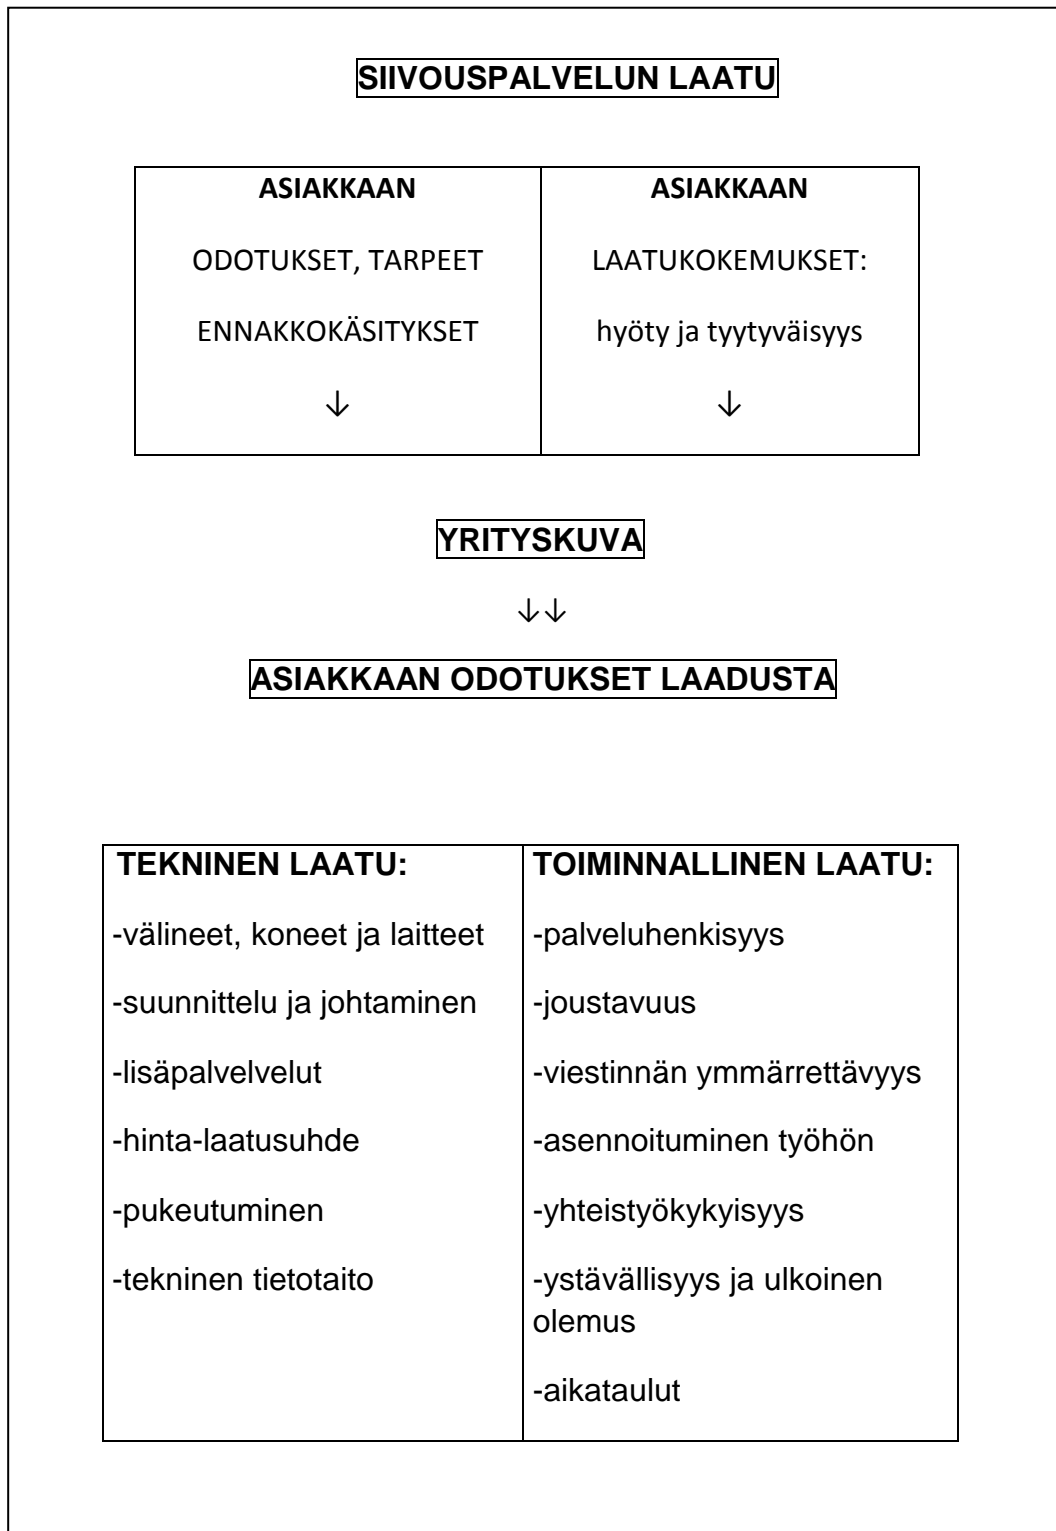 SIIVOUSPALVELUN LAATU
ASIAKKAAN
ODOTUKSET, TARPEET
ENNAKKOKÄSITYKSET
↓
ASIAKKAAN
LAATUKOKEMUKSET:
hyöty ja tyytyväisyys
↓
YRITYSKUVA
↓↓
ASIAKKAAN ODOTUKSET LAADUSTA
TEKNINEN LAATU:
-välineet, koneet ja laitteet
-suunnittelu ja johtaminen
-lisäpalvelvelut
-hinta-laatusuhde
-pukeutuminen
-tekninen tietotaito
TOIMINNALLINEN LAATU:
-palveluhenkisyys
-joustavuus
-viestinnän ymmärrettävyys
-asennoituminen työhön
-yhteistyökykyisyys
-ystävällisyys ja ulkoinen
olemus
-aikataulut